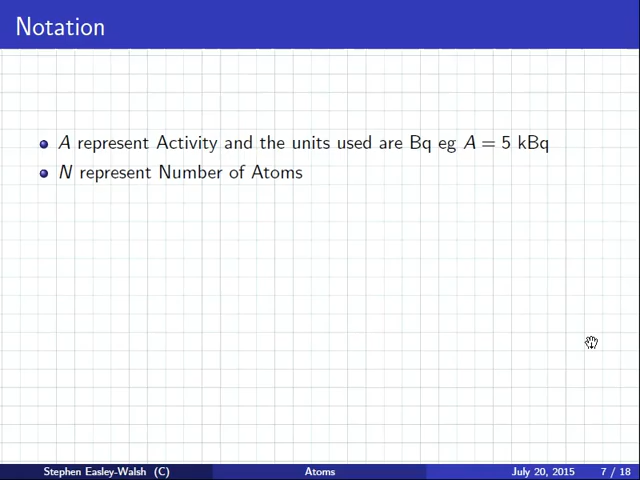 Notation
A represent Activity and the units used are Bq eg A = 5 kBq
N represent Number of Atoms
Stephen Easley-Walsh (C) Atoms July 20, 2015 7 / 18